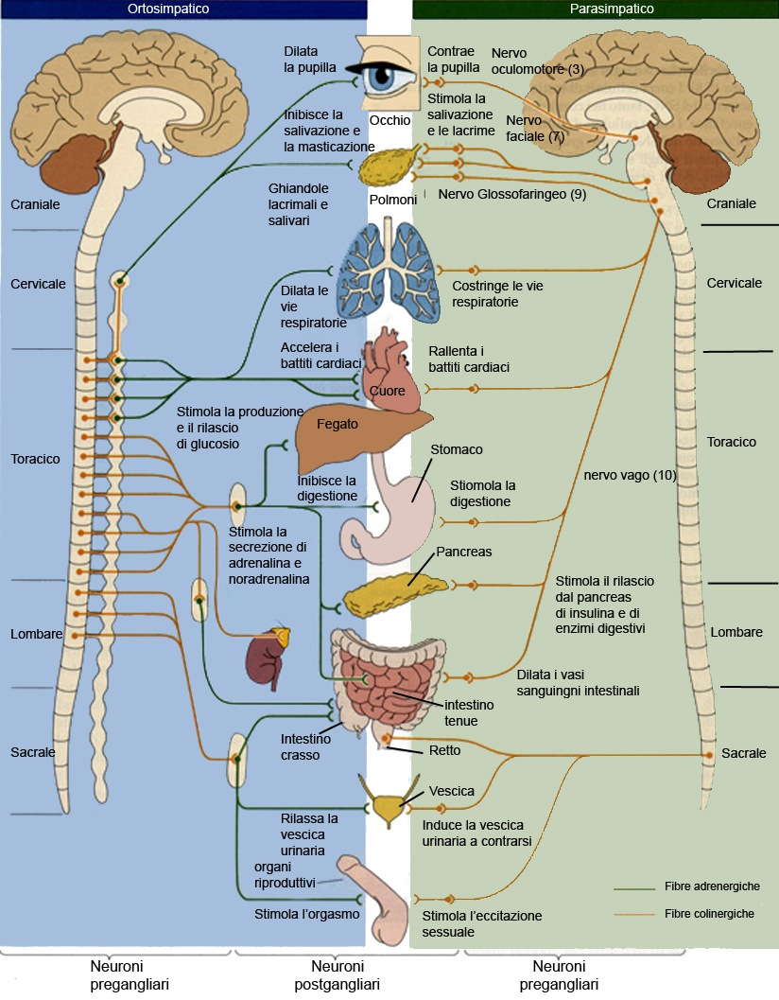 Ortosimpatico
Parasimpatico
Dilata
la pupilla
Contrae
la pupilla
Nervo
oculomotore (3)
Inibisce la
salivazione e
la masticazione
Occhio
Stimola la
salivazione
e le lacrime
Nervo
faciale (7)
Ghiandole
lacrimali e
salivari
Polmoni
Nervo Glossofaringeo (9)
Craniale
Craniale
Cervicale
Cervicale
Dilata le
vie
respiratorie
Costringe le vie
respiratorie
Accelera i
battiti cardiaci
Cuore
Rallenta i
battiti cardiaci
Stimola la produzione
e il rilascio
di glucosio
Fegato
Stomaco
Toracico
Toracico
Inibisce la
digestione
Stiomola la
digestione
nervo vago (10)
Stimola la
secrezione di
adrenalina e
noradrenalina
Pancreas
Stimola il rilascio
dal pancreas
di insulina e di
enzimi digestivi
Lombare
Lombare
Dilata i vasi
sanguingni intestinali
intestino
tenue
Intestino
crasso
Retto
Sacrale
Sacrale
Vescica
Rilassa la
vescica
urinaria
Induce la vescica
urinaria a contrarsi
organi
riproduttivi
Stimola l'orgasmo
Stimola l'eccitazione
sessuale
Fibre adrenergiche
Fibre colinergiche
Neuroni
pregangliari
Neuroni
postgangliari
Neuroni
pregangliari